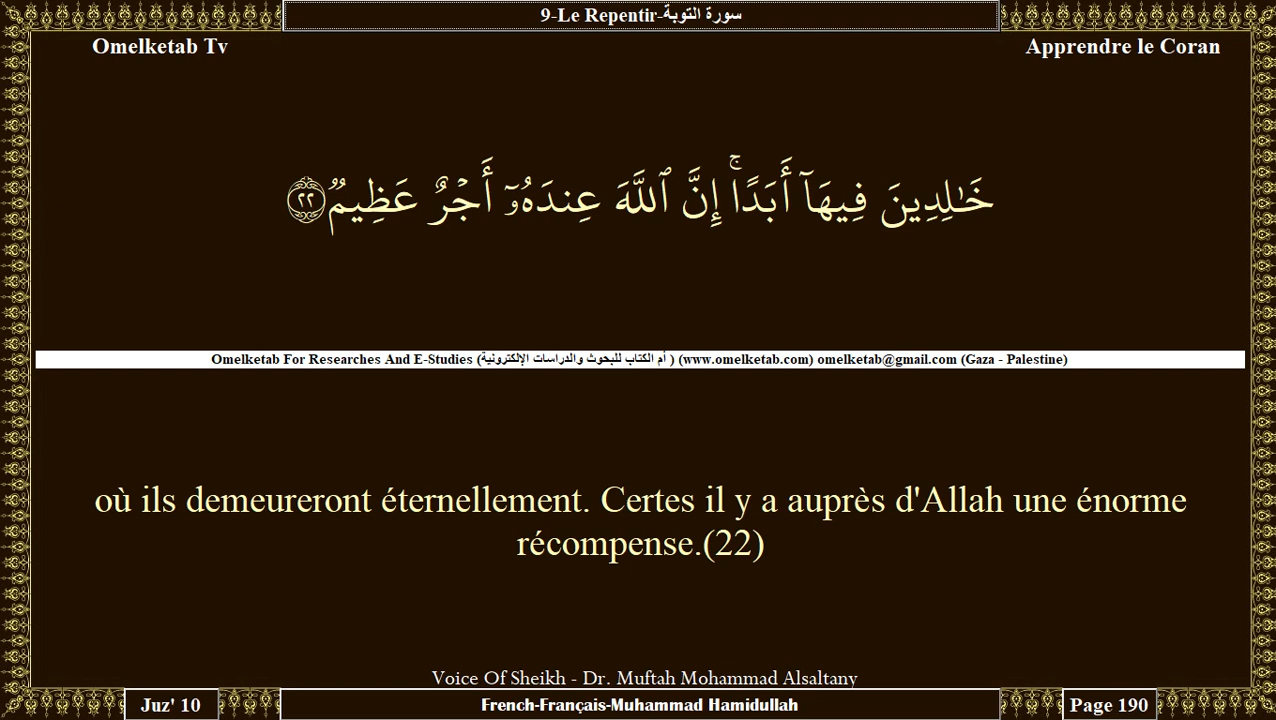 9-Le Repentir-سورة التوبة
Omelketab Tv
Apprendre le Coran
خَٰلِدِينَ فِيهَآ أَبَدًا ۚ إِنَّ ٱللَّهَ عِندَهُۥٓ أَجْرٌ عَظِيمٌ ٢٢
Omelketab For Researches And E-Studies (أم الكتاب للبحوث والدراسات الإلكترونية ) (www.omelketab.com) omelketab@gmail.com (Gaza - Palestine)
où ils demeureront éternellement. Certes il y a auprès d'Allah une énorme
récompense.(22)
Voice Of Sheikh - Dr. Muftah Mohammad Alsaltany
Juz' 10
French-Français-Muhammad Hamidullah
Page 190